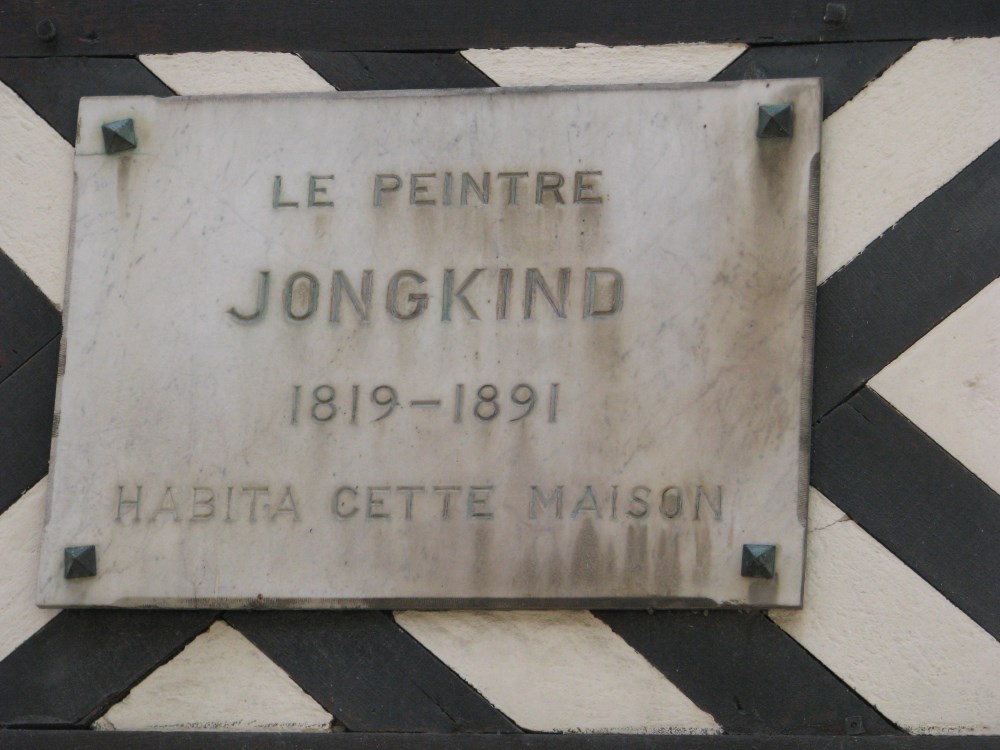 LE PEINTRE
JONGKIND
1819-1891
HABITA CETTE MAISON